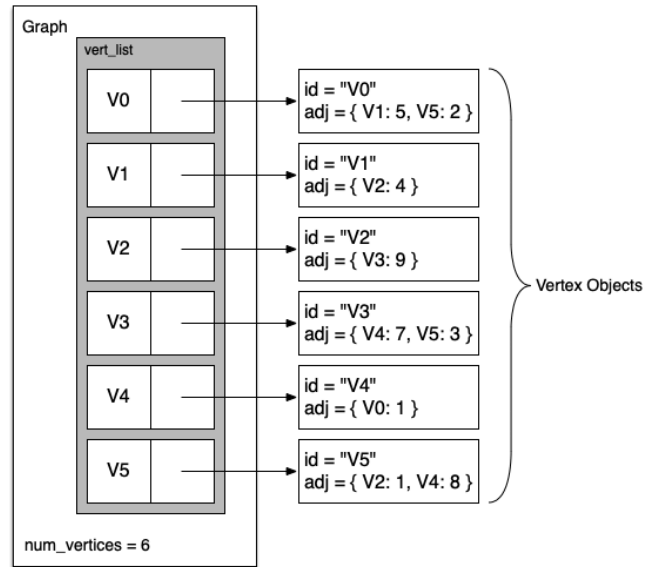 Graph
vert_list
V0
id = "V0"
adj = { V1: 5, V5: 2 }
V1
id = "V1"
adj = { V2: 4 }
V2
id = "V2"
adj = { V3: 9 }
V3
id = "V3"
adj = { V4: 7, V5: 3 }
V4
id = "V4"
adj = { V0: 1 }
V5
id = "V5"
adj = { V2: 1, V4: 8 }
Vertex Objects
num_vertices = 6